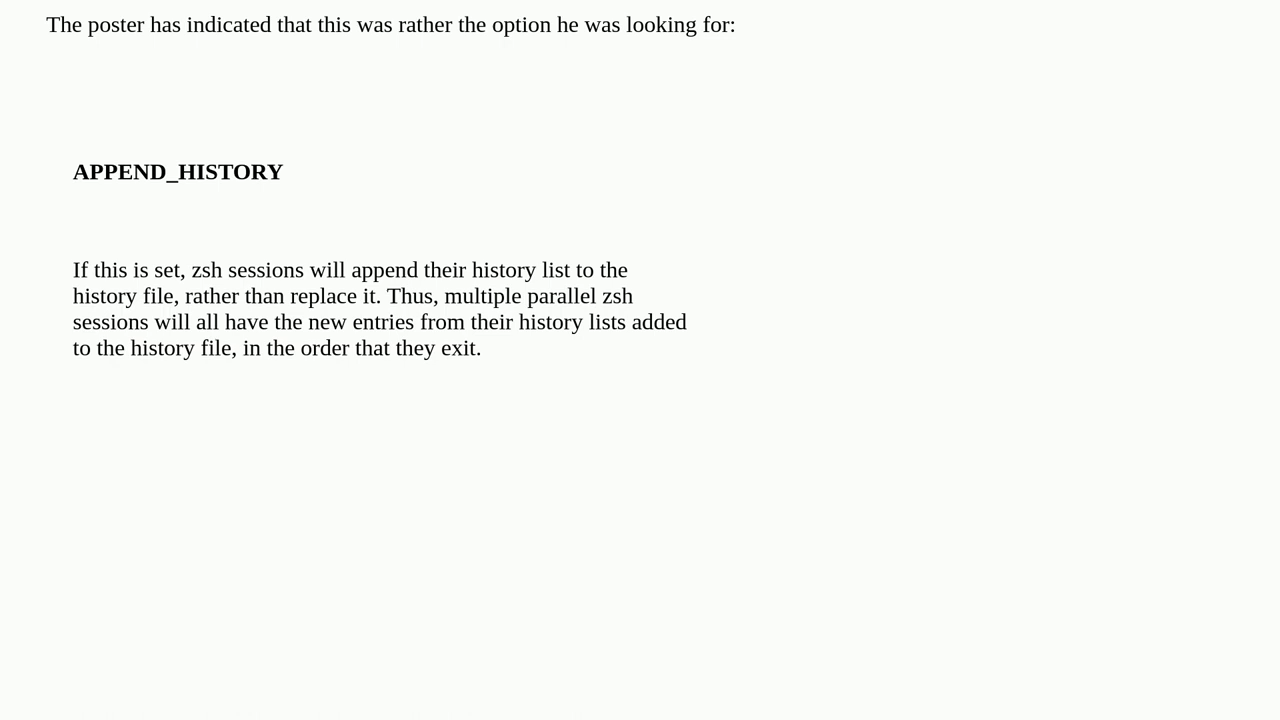 The poster has indicated that this was rather the option he was looking for:
APPEND_HISTORY
If this is set, zsh sessions will append their history list to the
history file, rather than replace it. Thus, multiple parallel zsh
sessions will all have the new entries from their history lists added
to the history file, in the order that they exit.